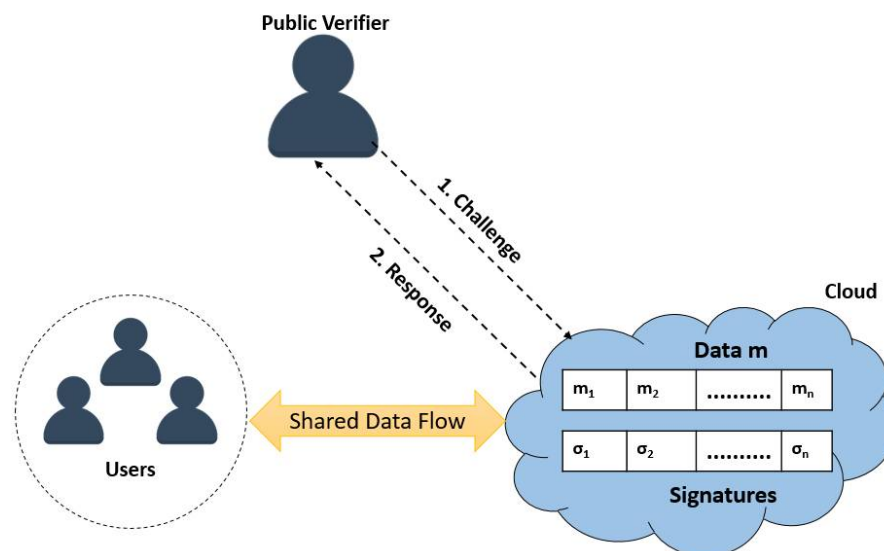 Public Verifier
1. Challenge
2. Response
Cloud
Data m
m₁ m₂ .......... mₙ
Shared Data Flow
σ₁ σ₂ .......... σₙ
Users
Signatures